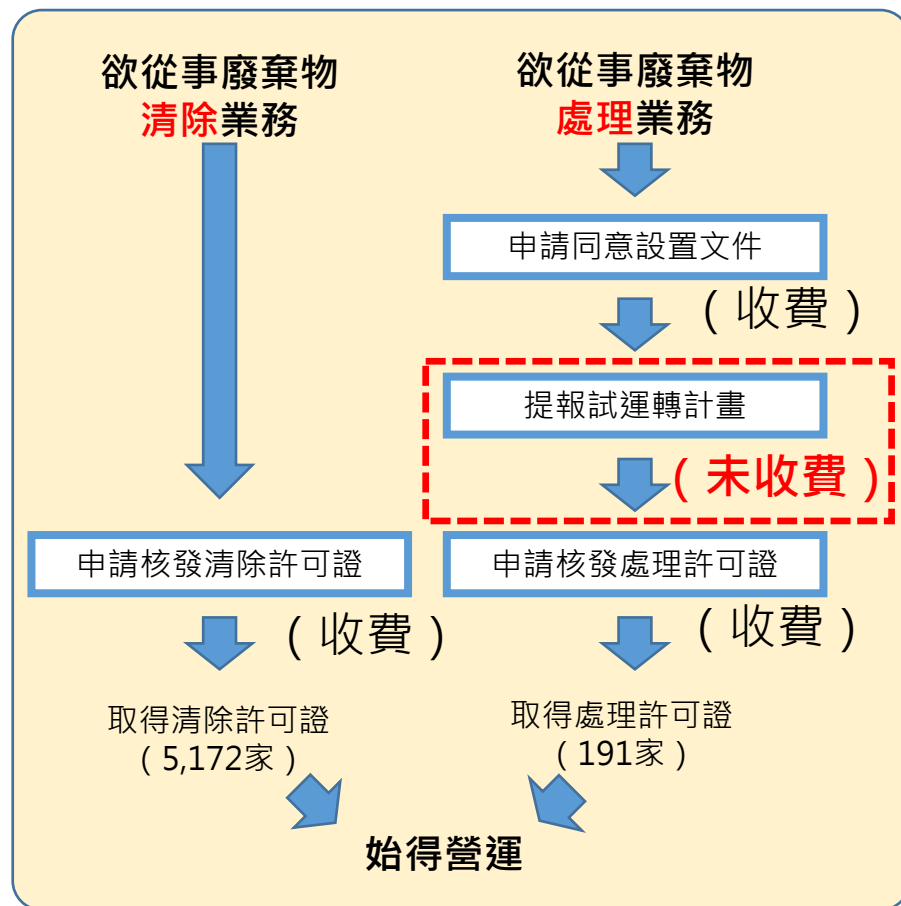 欲從事廢棄物
清除業務
欲從事廢棄物
處理業務
申請同意設置文件
（收費）
提報試運轉計畫
（未收費）
申請核發清除許可證
申請核發處理許可證
（收費）
（收費）
取得清除許可證
（5,172家）
取得處理許可證
（191家）
始得營運